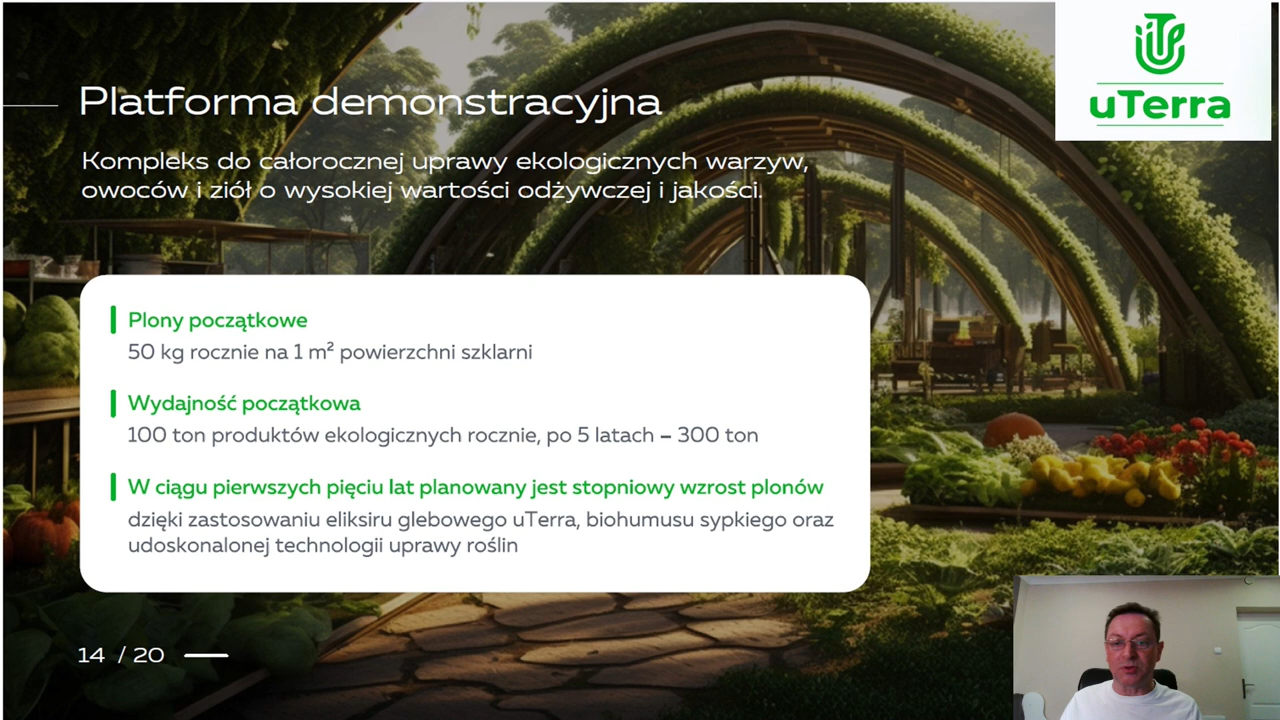 uTerra
Platforma demonstracyjna
Kompleks do całorocznej uprawy ekologicznych warzyw,
owoców i ziół o wysokiej wartości odżywczej i jakości.
Plony początkowe
50 kg rocznie na 1 m² powierzchni szklarni
Wydajność początkowa
100 ton produktów ekologicznych rocznie, po 5 latach – 300 ton
W ciągu pierwszych pięciu lat planowany jest stopniowy wzrost plonów
dzięki zastosowaniu eliksiru glebowego uTerra, biohumusu sypkiego oraz
udoskonalonej technologii uprawy roślin
14 / 20